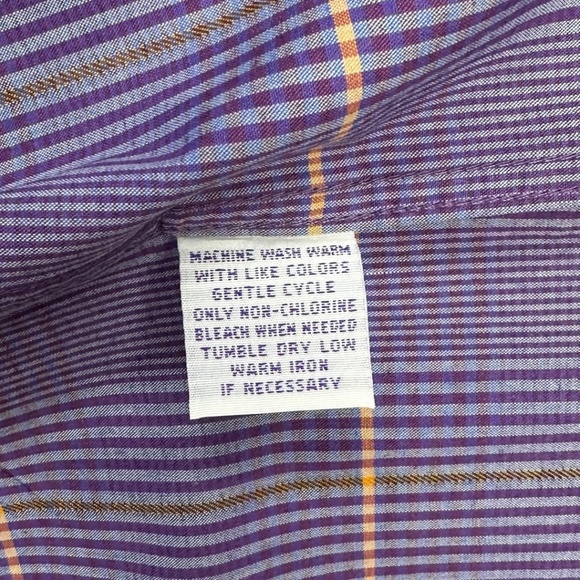 MACHINE WASH WARM
WITH LIKE COLORS
GENTLE CYCLE
ONLY NON-CHLORINE
BLEACH WHEN NEEDED
TUMBLE DRY LOW
WARM IRON
IF NECESSARY